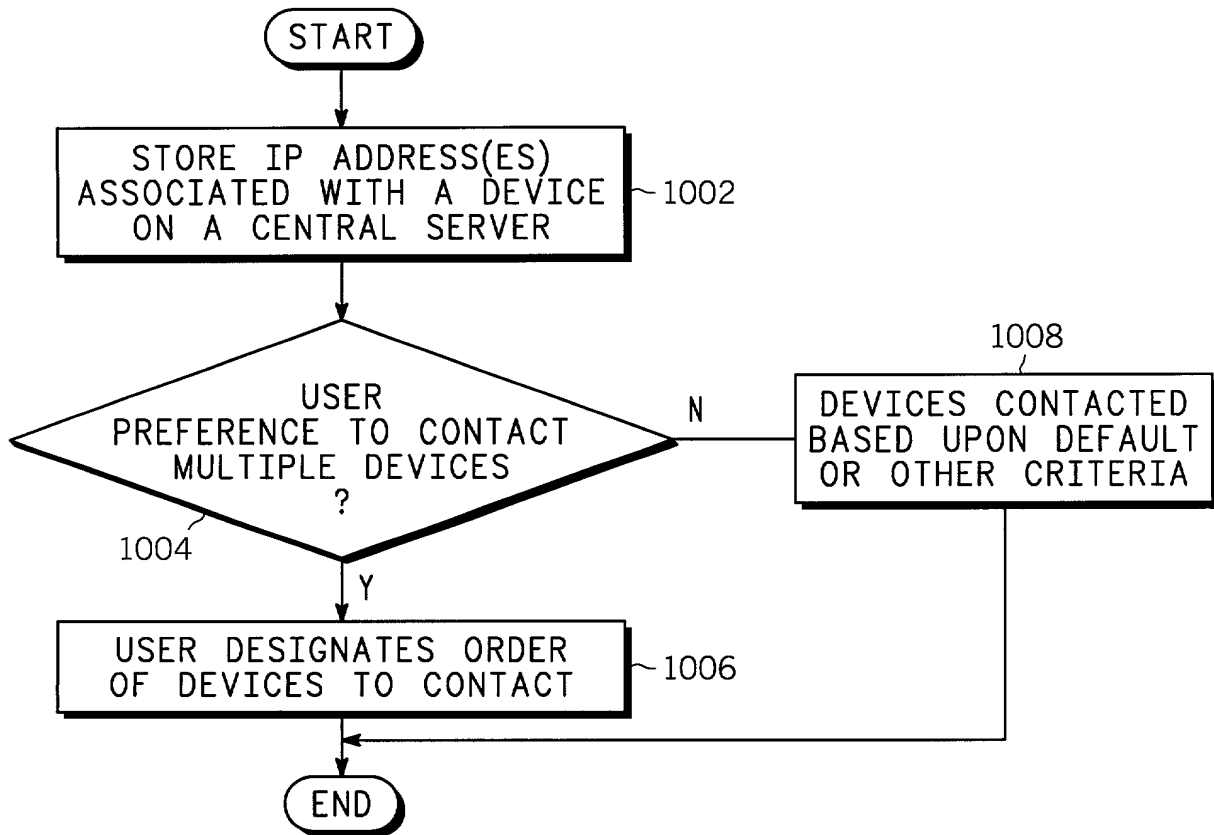 START
STORE IP ADDRESS(ES)
ASSOCIATED WITH A DEVICE
ON A CENTRAL SERVER
1002
USER
PREFERENCE TO CONTACT
MULTIPLE DEVICES
?
1004
N
1008
DEVICES CONTACTED
BASED UPON DEFAULT
OR OTHER CRITERIA
Y
USER DESIGNATES ORDER
OF DEVICES TO CONTACT
1006
END